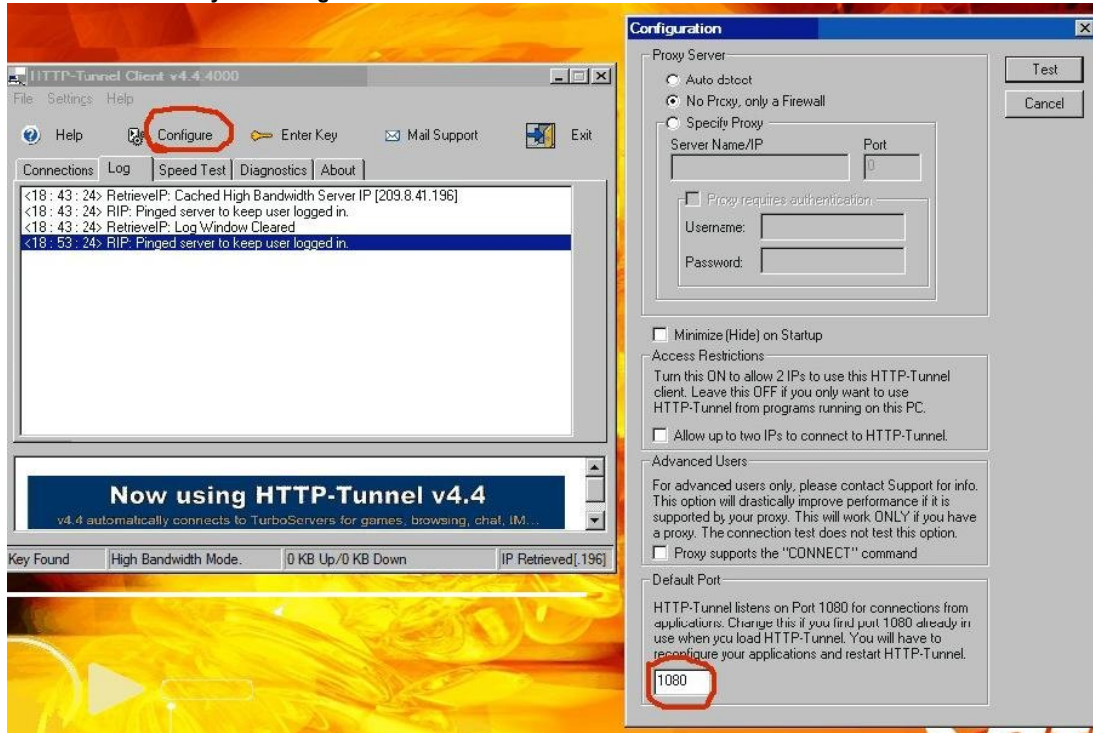 HTTP-Tunnel Client v4.4.4000
File Settings Help
Help Configure Enter Key Mail Support Exit
Connections Log Speed Test Diagnostics About
<18 : 43 : 24> RetrieveIP: Cached High Bandwidth Server IP [209.8.41.196]
<18 : 43 : 24> RIP: Pinged server to keep user logged in.
<18 : 43 : 24> RetrieveIP: Log Window Cleared
<18 : 53 : 24> RIP: Pinged server to keep user logged in.
Now using HTTP-Tunnel v4.4
v4.4 automatically connects to TurboServers for games, browsing, chat, IM...
Key Found High Bandwidth Mode. 0 KB Up/0 KB Down IP Retrieved[.196]
Configuration
Proxy Server
Auto detect
No Proxy, only a Firewall
Specify Proxy
Server Name/IP Port
0
Proxy requires authentication
Username:
Password:
Test
Cancel
Minimize (Hide) on Startup
Access Restrictions
Turn this ON to allow 2 IPs to use this HTTP-Tunnel
client. Leave this OFF if you only want to use
HTTP-Tunnel from programs running on this PC.
Allow up to two IPs to connect to HTTP-Tunnel.
Advanced Users
For advanced users only, please contact Support for info.
This option will drastically improve performance if it is
supported by your proxy. This will work ONLY if you have
a proxy. The connection test does not test this option.
Proxy supports the "CONNECT" command
Default Port
HTTP-Tunnel listens on Port 1080 for connections from
applications. Change this if you find port 1080 already in
use when you load HTTP-Tunnel. You will have to
reconfigure your applications and restart HTTP-Tunnel.
1080